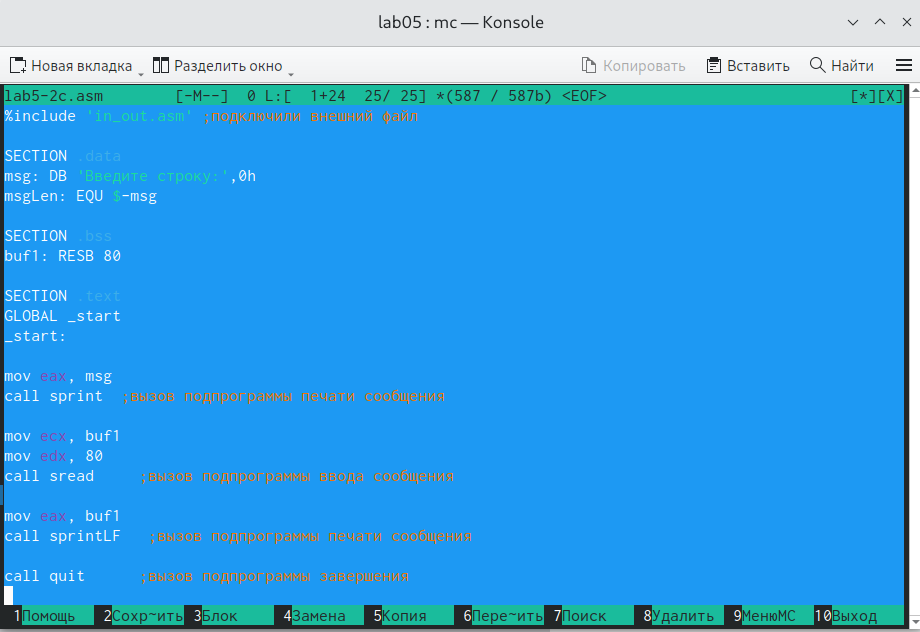 lab05 : mc — Konsole
Новая вкладка Разделить окно Копировать Вставить Найти
lab5-2c.asm [-M--] 0 L:[ 1+24 25/ 25] *(587 / 587b) <EOF> [*][X]
%include 'in_out.asm' ;подключили внешний файл
SECTION .data
msg: DB 'Введите строку:',0h
msgLen: EQU $-msg
SECTION .bss
buf1: RESB 80
SECTION .text
GLOBAL _start
_start:
mov eax, msg
call sprint ;вызов подпрограммы печати сообщения
mov ecx, buf1
mov edx, 80
call sread ;вызов подпрограммы ввода сообщения
mov eax, buf1
call sprintLF ;вызов подпрограммы печати сообщения
call quit ;вызов подпрограммы завершения
1Помощь 2Сохр~ить 3Блок 4Замена 5Копия 6Пере~ить 7Поиск 8Удалить 9МенюMC 10Выход